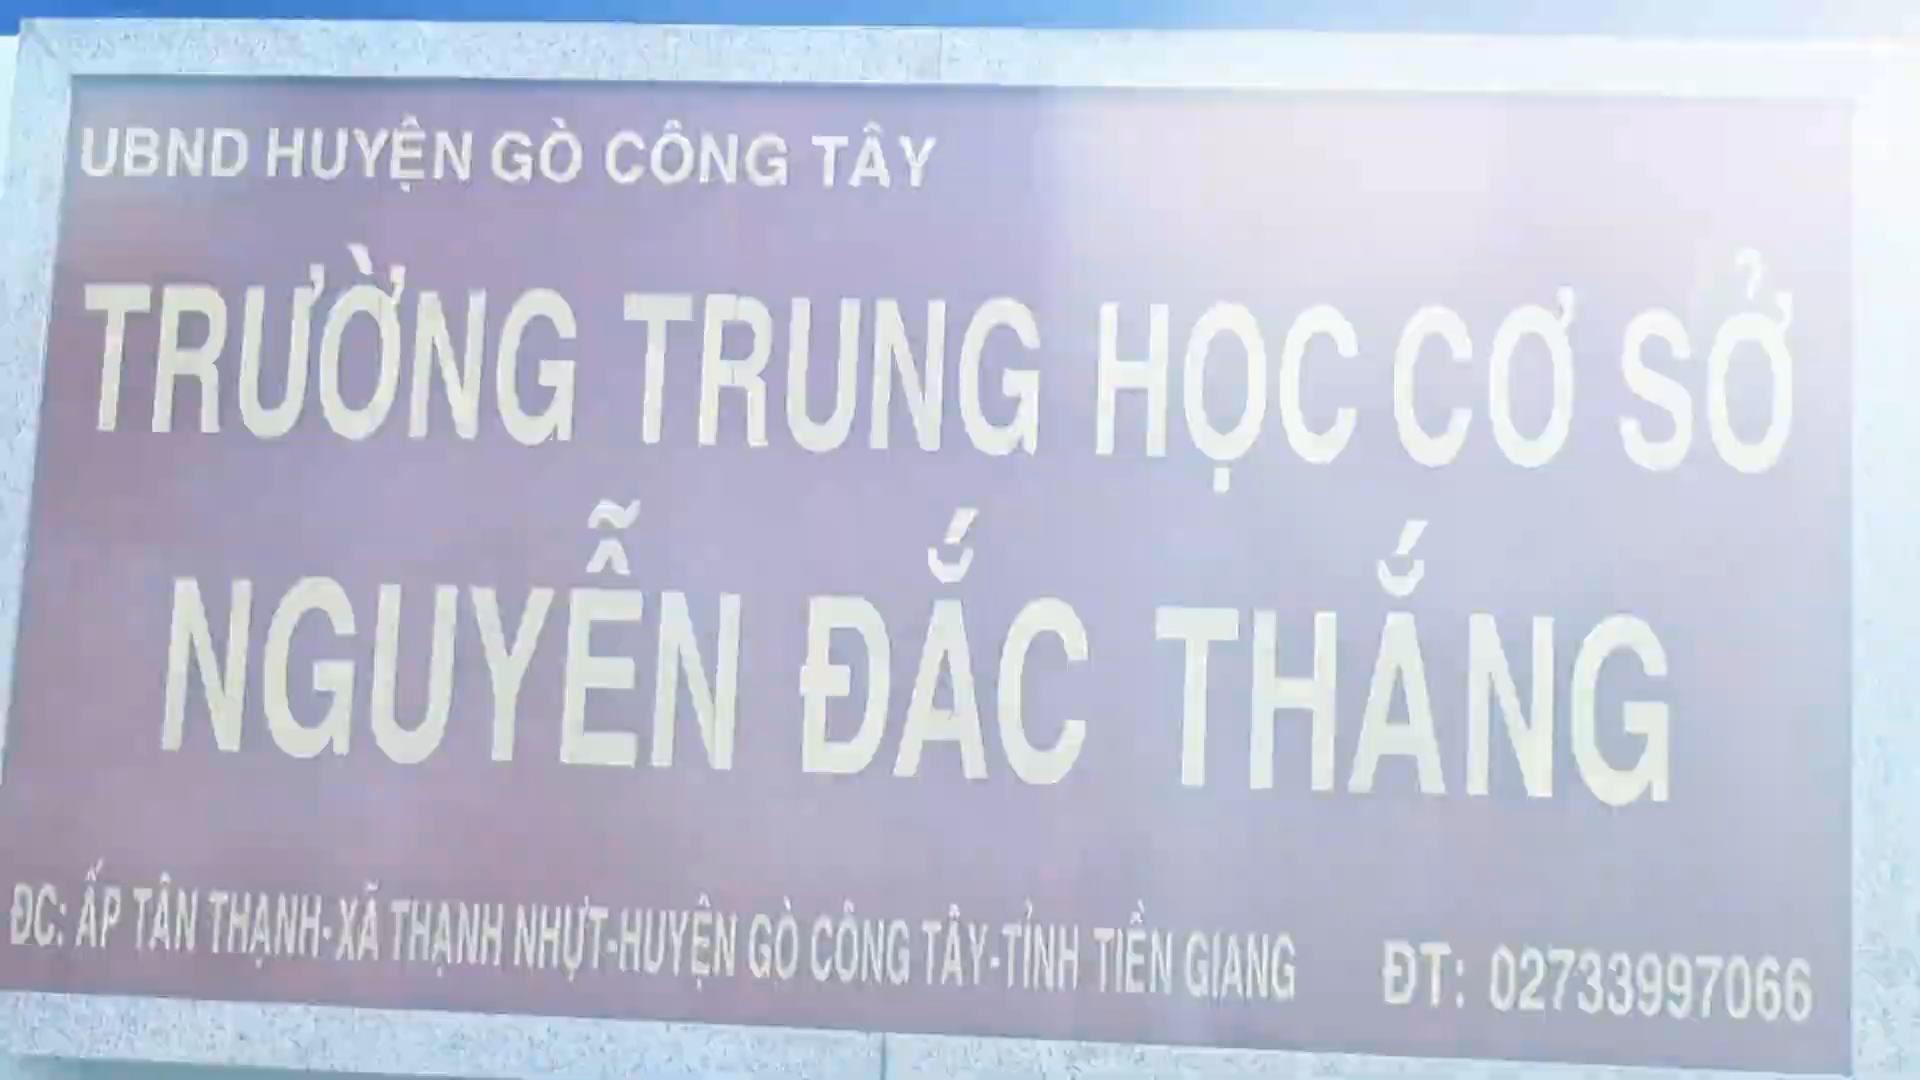 UBND HUYỆN GÒ CÔNG TÂY
TRƯỜNG TRUNG HỌC CƠ SỞ
NGUYỄN ĐẮC THẮNG
ĐC: ẤP TÂN THẠNH-XÃ THẠNH NHỰT-HUYỆN GÒ CÔNG TÂY-TỈNH TIỀN GIANG ĐT: 02733997066